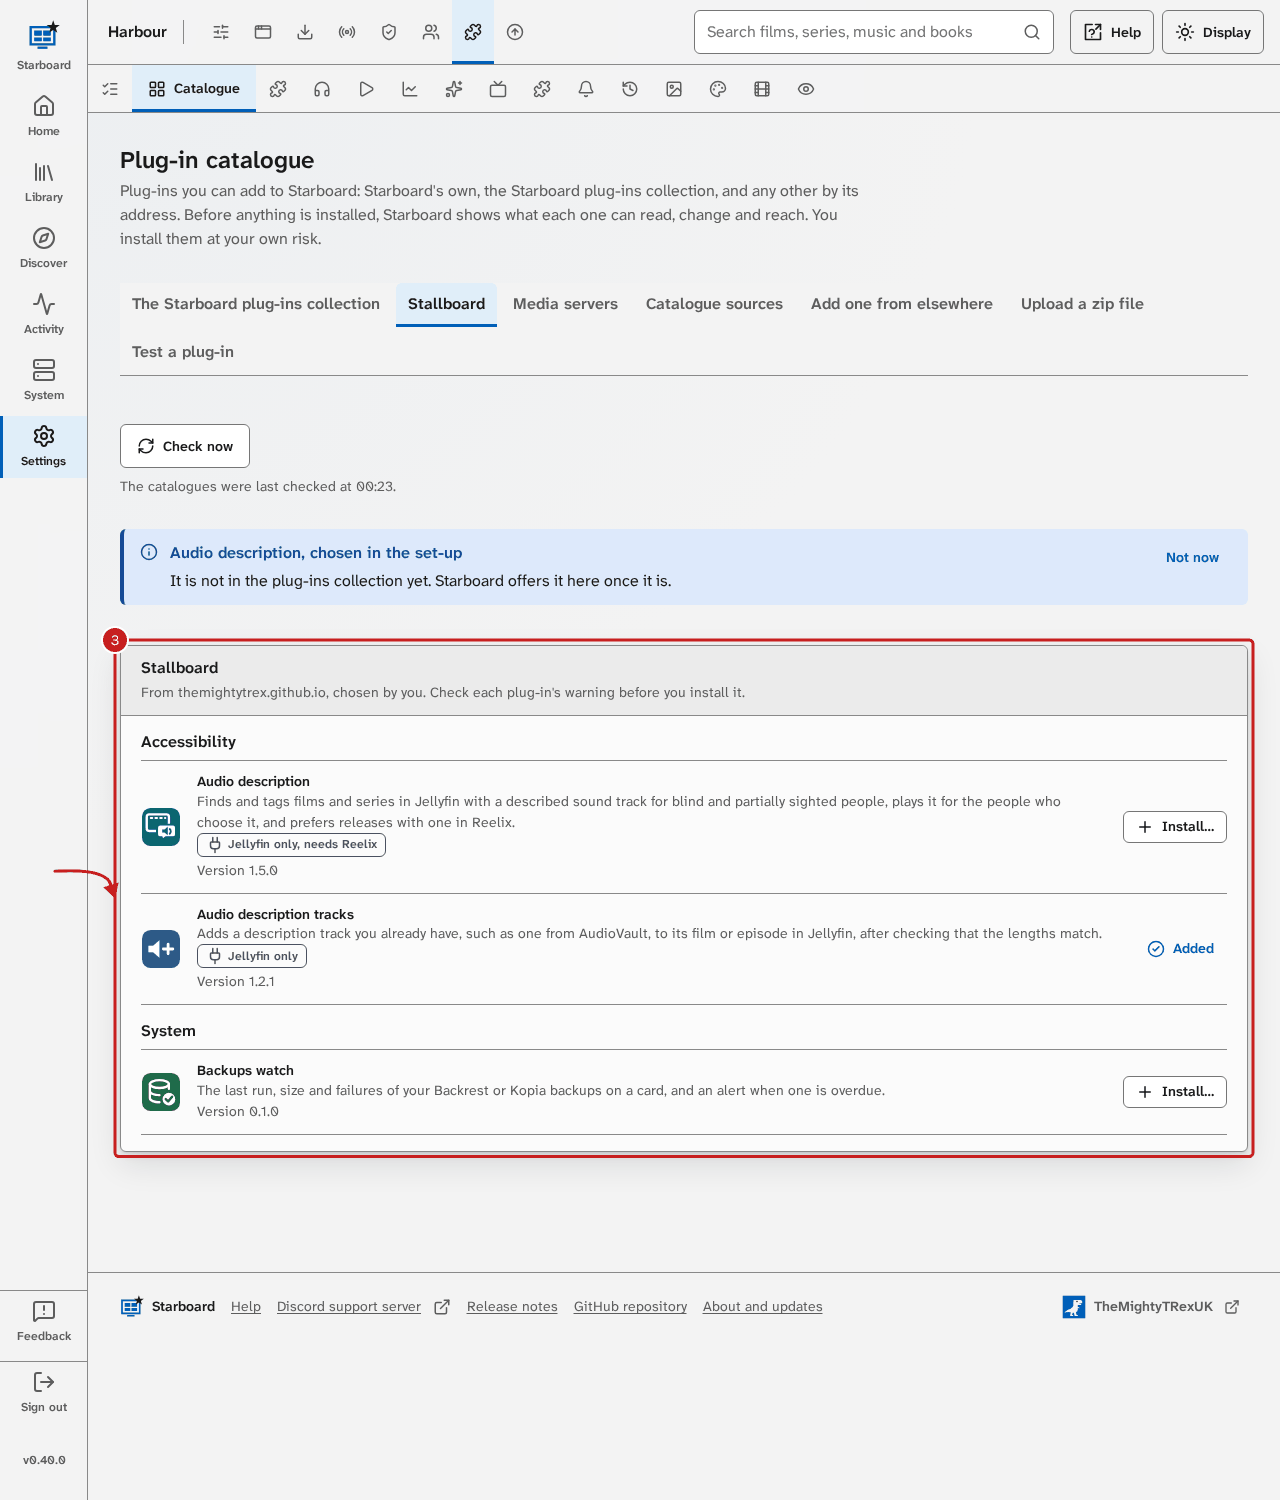 Starboard
Home
Library
Discover
Activity
System
Settings
Feedback
Sign out
v0.40.0
Harbour
Search films, series, music and books
Help
Display
Catalogue
Plug-in catalogue
Plug-ins you can add to Starboard: Starboard's own, the Starboard plug-ins collection, and any other by its
address. Before anything is installed, Starboard shows what each one can read, change and reach. You
install them at your own risk.
The Starboard plug-ins collection
Stallboard
Media servers
Catalogue sources
Add one from elsewhere
Upload a zip file
Test a plug-in
Check now
The catalogues were last checked at 00:23.
Audio description, chosen in the set-up
It is not in the plug-ins collection yet. Starboard offers it here once it is.
Not now
3
Stallboard
From themightytrex.github.io, chosen by you. Check each plug-in's warning before you install it.
Accessibility
Audio description
Finds and tags films and series in Jellyfin with a described sound track for blind and partially sighted people, plays it for the people who
choose it, and prefers releases with one in Reelix.
Jellyfin only, needs Reelix
Version 1.5.0
Install...
Audio description tracks
Adds a description track you already have, such as one from AudioVault, to its film or episode in Jellyfin, after checking that the lengths match.
Jellyfin only
Version 1.2.1
Added
System
Backups watch
The last run, size and failures of your Backrest or Kopia backups on a card, and an alert when one is overdue.
Version 0.1.0
Install...
Starboard
Help
Discord support server
Release notes
GitHub repository
About and updates
TheMightyTRexUK